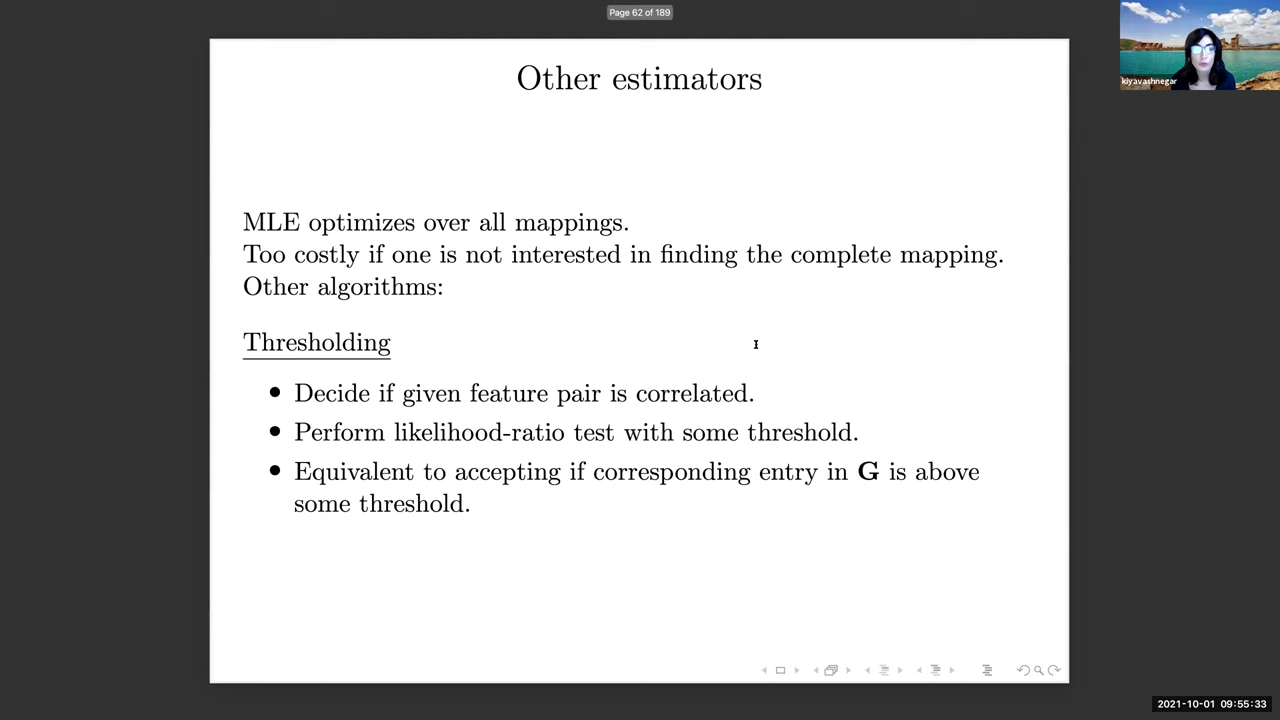 Page 62 of 189
kiyavashnegar
Other estimators
MLE optimizes over all mappings.
Too costly if one is not interested in finding the complete mapping.
Other algorithms:
Thresholding
• Decide if given feature pair is correlated.
• Perform likelihood-ratio test with some threshold.
• Equivalent to accepting if corresponding entry in G is above
some threshold.
2021-10-01 09:55:33